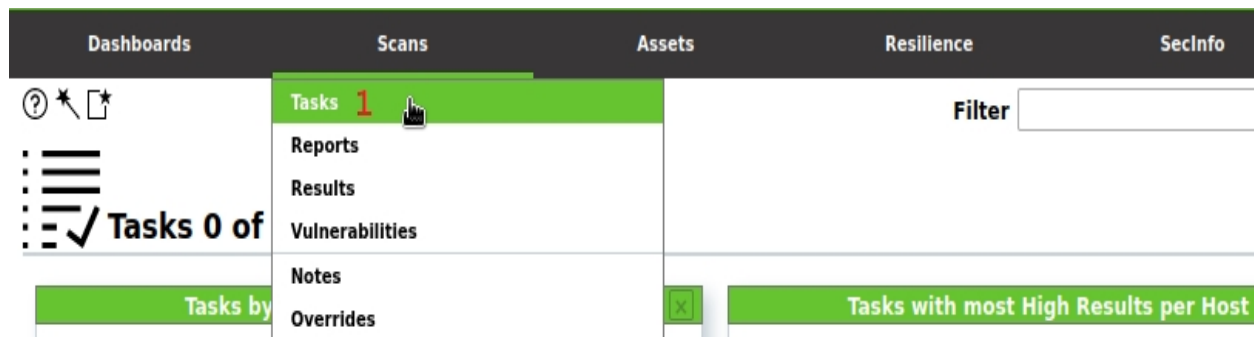 Dashboards Scans Assets Resilience SecInfo
Tasks 1
Filter
Reports
Results
Vulnerabilities
Tasks 0 of
Notes
Overrides
Tasks by
x
Tasks with most High Results per Host